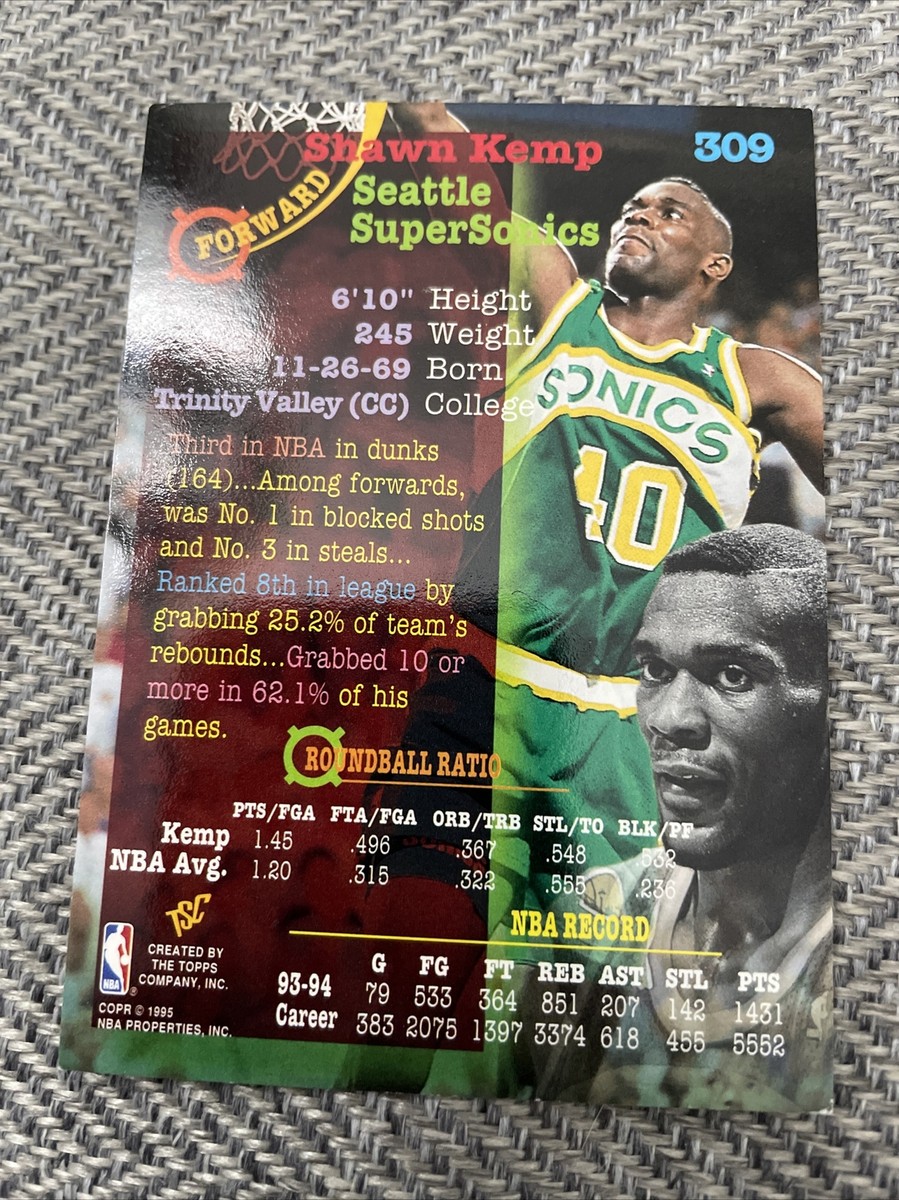 Shawn Kemp
309
FORWARD
Seattle
SuperSonics
6'10" Height
245 Weight
11-26-69 Born
Trinity Valley (CC) College
SONICS
40
Third in NBA in dunks
(164)...Among forwards,
was No. 1 in blocked shots
and No. 3 in steals...
Ranked 8th in league by
grabbing 25.2% of team's
rebounds...Grabbed 10 or
more in 62.1% of his
games.
ROUNDBALL RATIO
PTS/FGA FTA/FGA ORB/TRB STL/TO BLK/PF
Kemp 1.45 .496 .367 .548 .532
NBA Avg. 1.20 .315 .322 .555 .236
TSC
NBA RECORD
G FG FT REB AST STL PTS
93-94 79 533 364 851 207 142 1431
Career 383 2075 1397 3374 618 455 5552
NBA
CREATED BY
THE TOPPS
COMPANY, INC.
COPR © 1995
NBA PROPERTIES, INC.